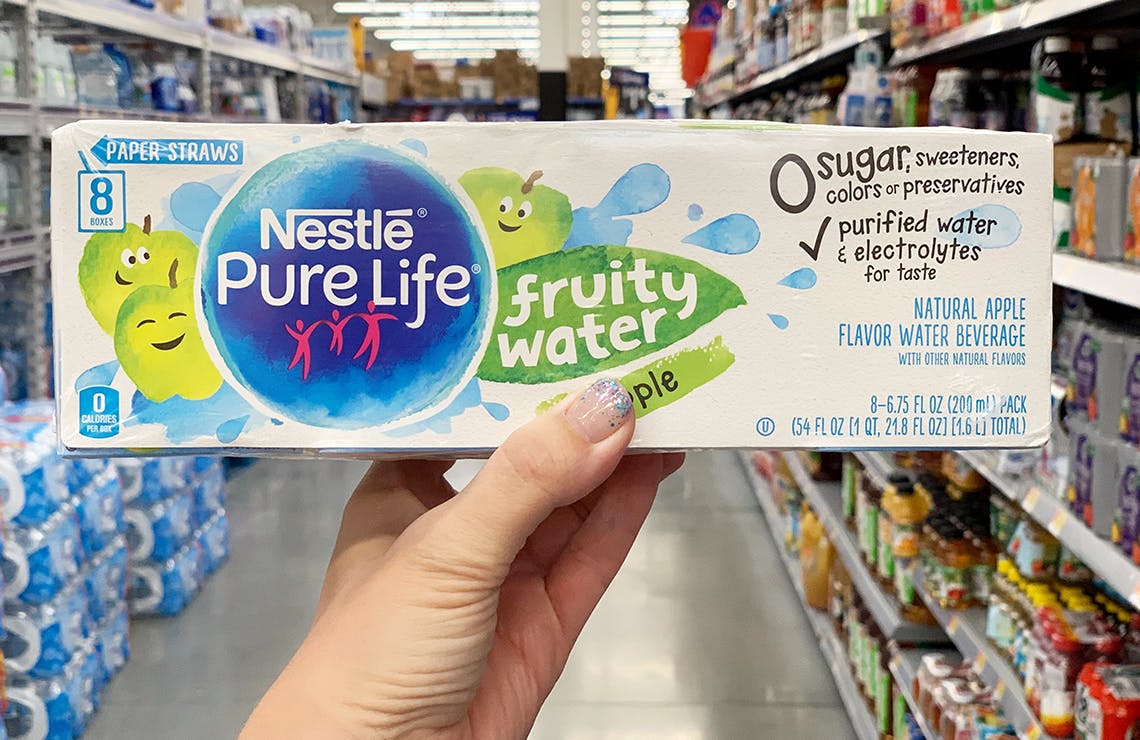 PAPER STRAWS
8
BOXES
Nestlé®
Pure Life®
fruity
water
ple
0
CALORIES
PER BOX
0 sugar, sweeteners,
colors or preservatives
✓ purified water
& electrolytes
for taste
NATURAL APPLE
FLAVOR WATER BEVERAGE
WITH OTHER NATURAL FLAVORS
8–6.75 FL OZ (200 mL) PACK
Ⓤ (54 FL OZ [1 QT, 21.8 FL OZ] [1.6 L] TOTAL)